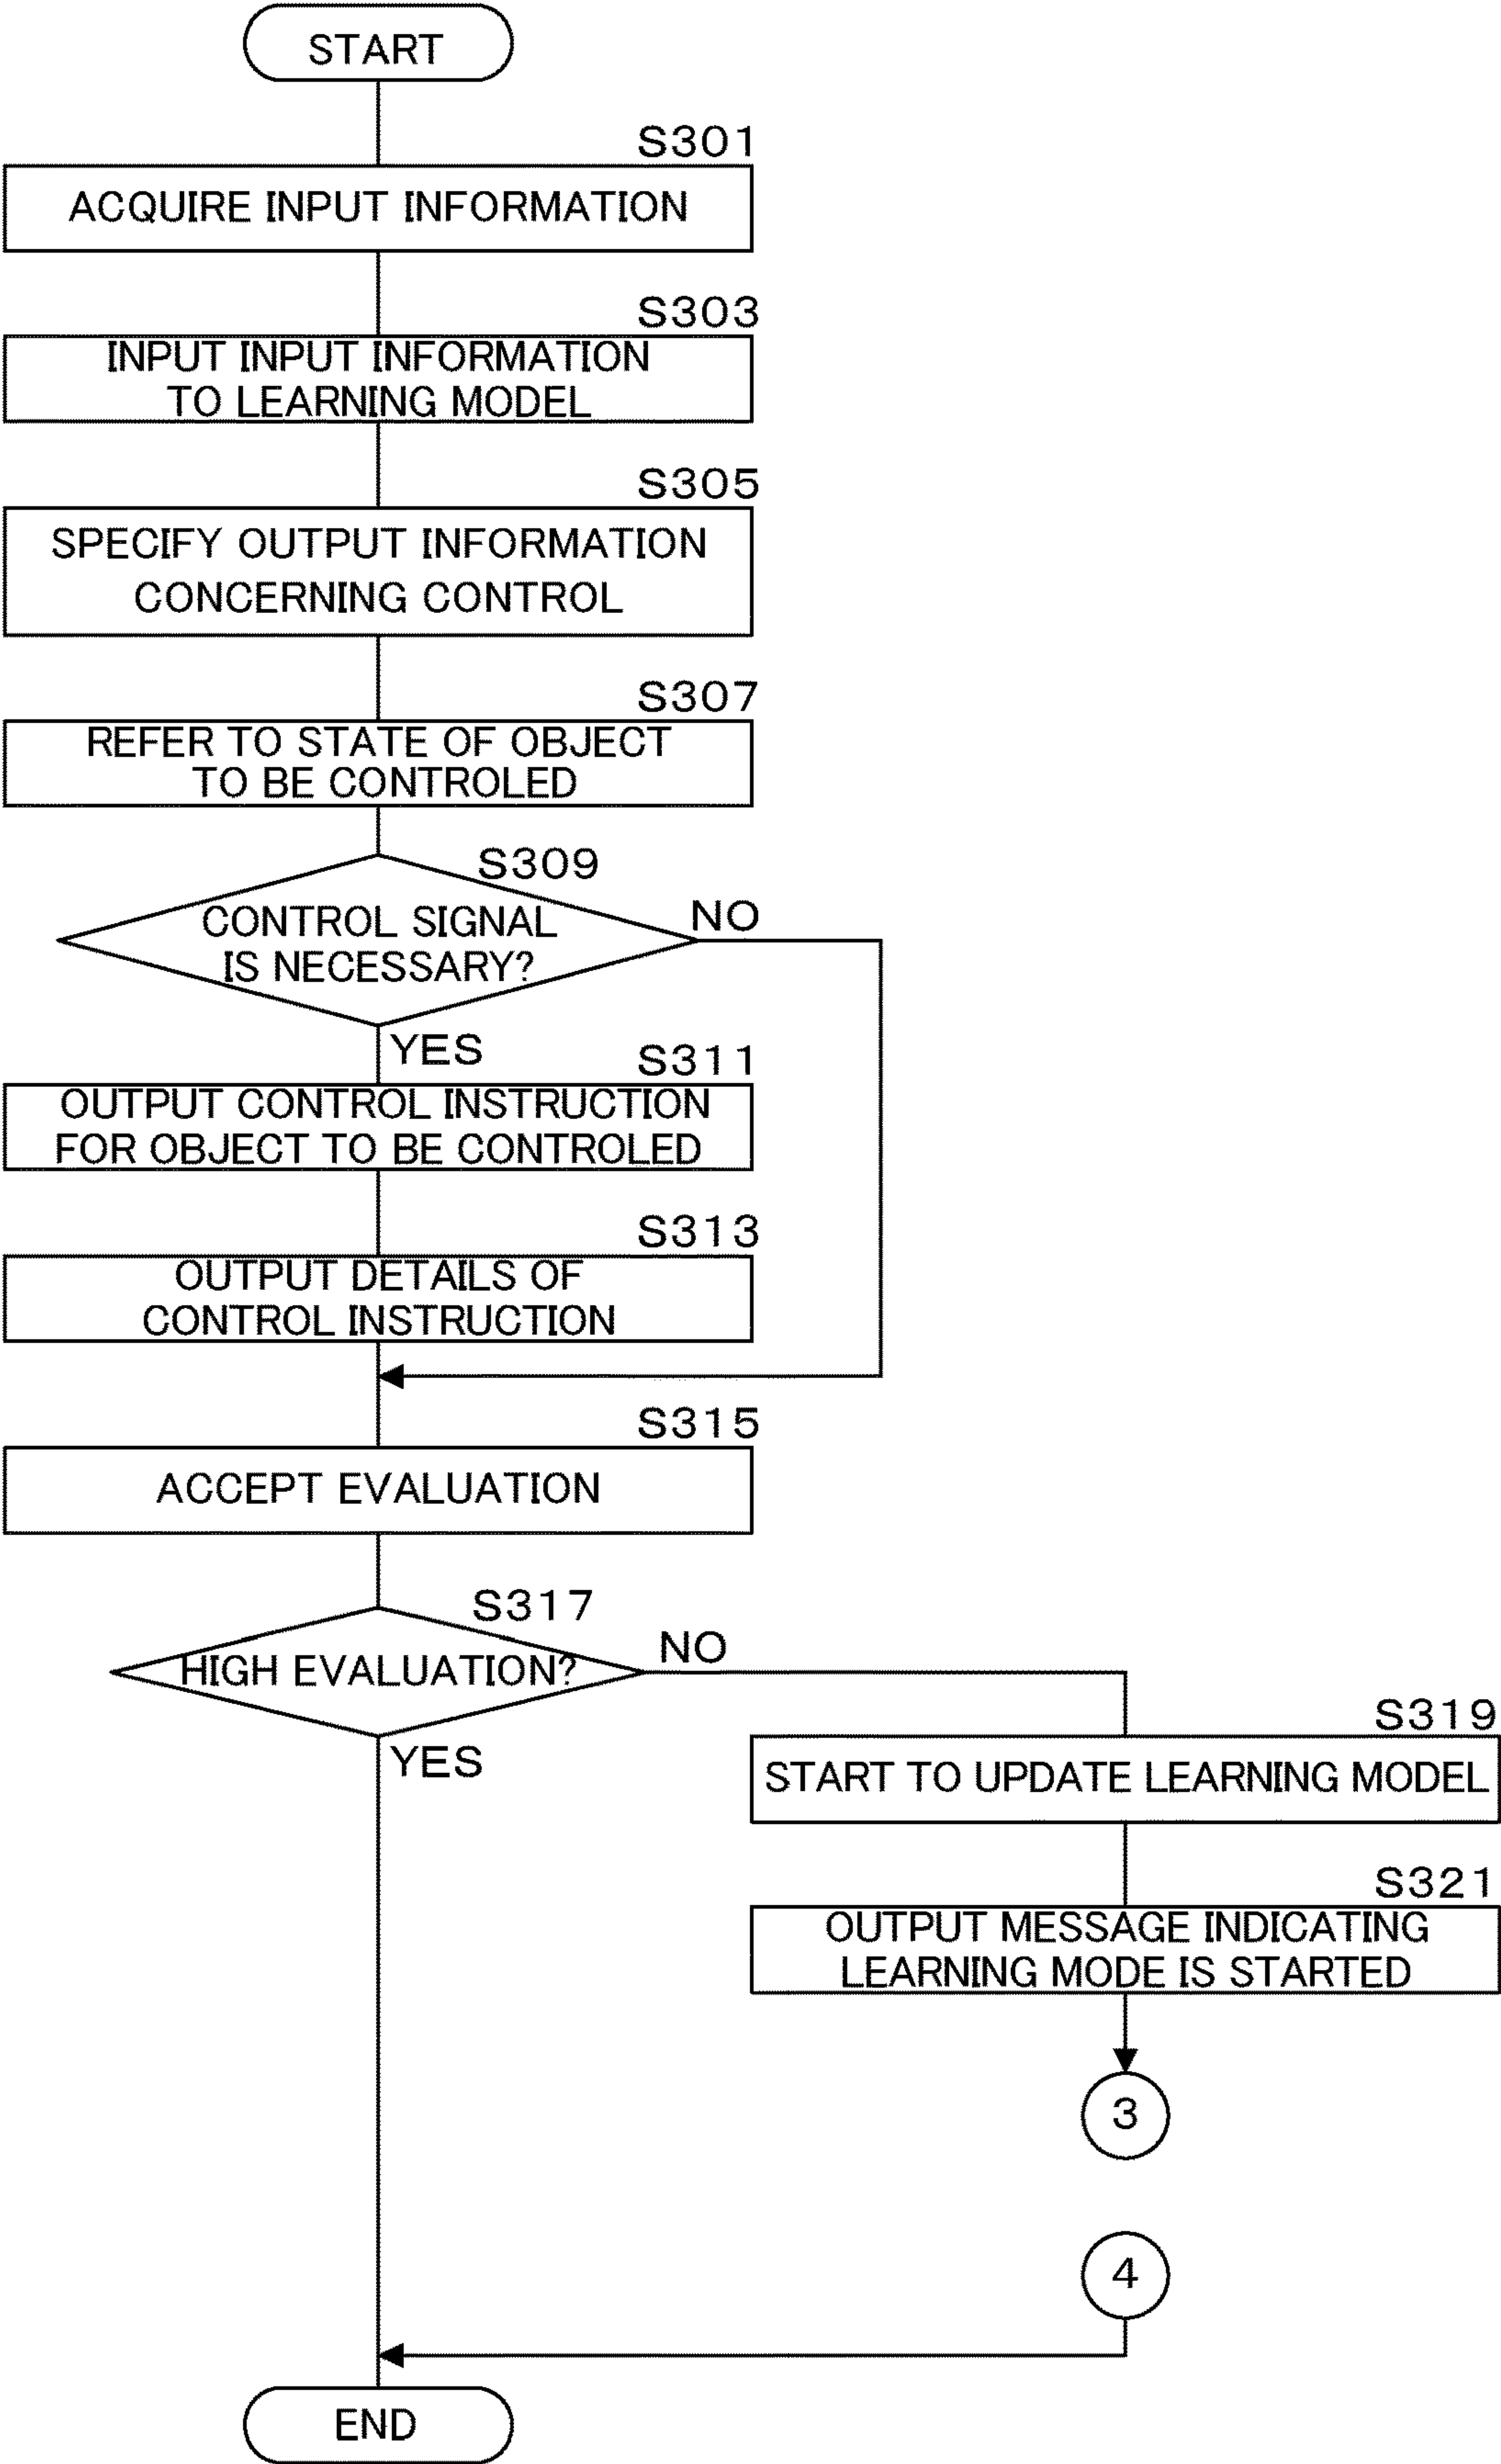 START
S301
ACQUIRE INPUT INFORMATION
S303
INPUT INPUT INFORMATION
TO LEARNING MODEL
S305
SPECIFY OUTPUT INFORMATION
CONCERNING CONTROL
S307
REFER TO STATE OF OBJECT
TO BE CONTROLED
S309
CONTROL SIGNAL
IS NECESSARY?
NO
YES
S311
OUTPUT CONTROL INSTRUCTION
FOR OBJECT TO BE CONTROLED
S313
OUTPUT DETAILS OF
CONTROL INSTRUCTION
S315
ACCEPT EVALUATION
S317
HIGH EVALUATION?
NO
YES
S319
START TO UPDATE LEARNING MODEL
S321
OUTPUT MESSAGE INDICATING
LEARNING MODE IS STARTED
3
4
END